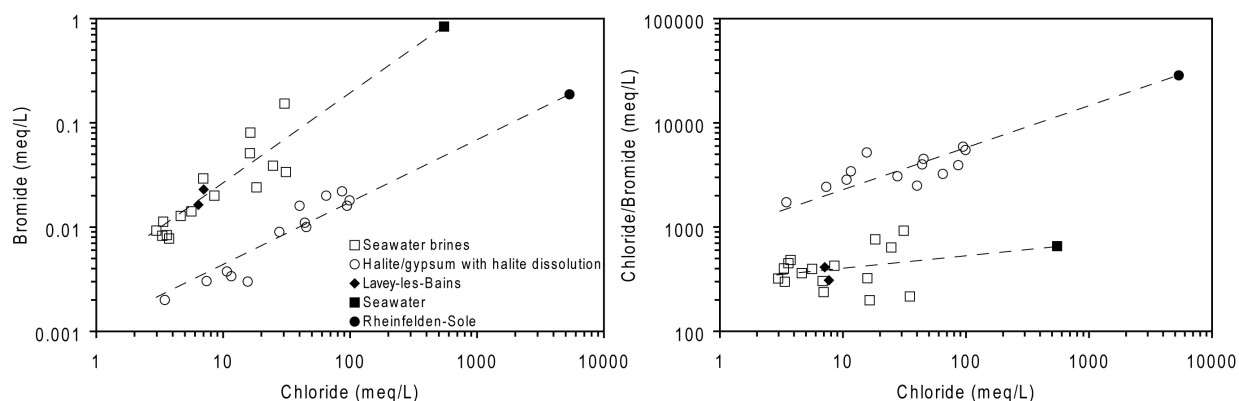 1
0.1
0.01
0.001
Bromide (meq/L)
1 10 100 1000 10000
Chloride (meq/L)
Seawater brines
Halite/gypsum with halite dissolution
Lavey-les-Bains
Seawater
Rheinfelden-Sole
100000
10000
1000
100
Chloride/Bromide (meq/L)
1 10 100 1000 10000
Chloride (meq/L)